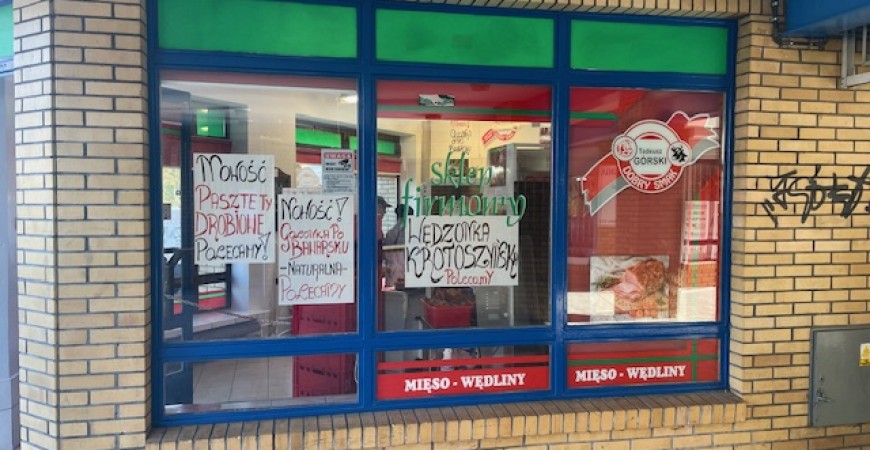 NOWOŚĆ
PASZTETY
DROBIOWE
POLECAMY!
UWAGA
NOWOŚĆ!
PO
BAWARSKU
-NATURALNA-
POLECAMY
sklep
firmowy
WĘDZONKA
KROTOSZYŃSKA
POLECAMY
Tadeusz
GÓRSKI
DOBRY SMAK
MIĘSO - WĘDLINY
MIĘSO - WĘDLINY